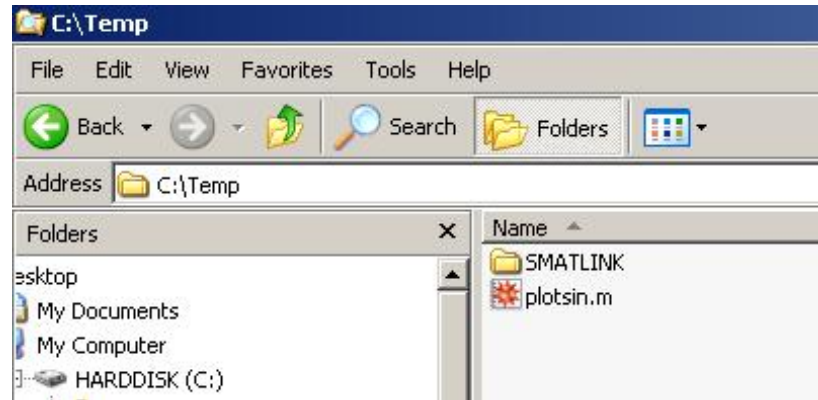 C:\Temp
File Edit View Favorites Tools Help
Back Search Folders
Address C:\Temp
Folders X Name
esktop
SMATLINK
plotsin.m
My Documents
My Computer
HARDDISK (C:)